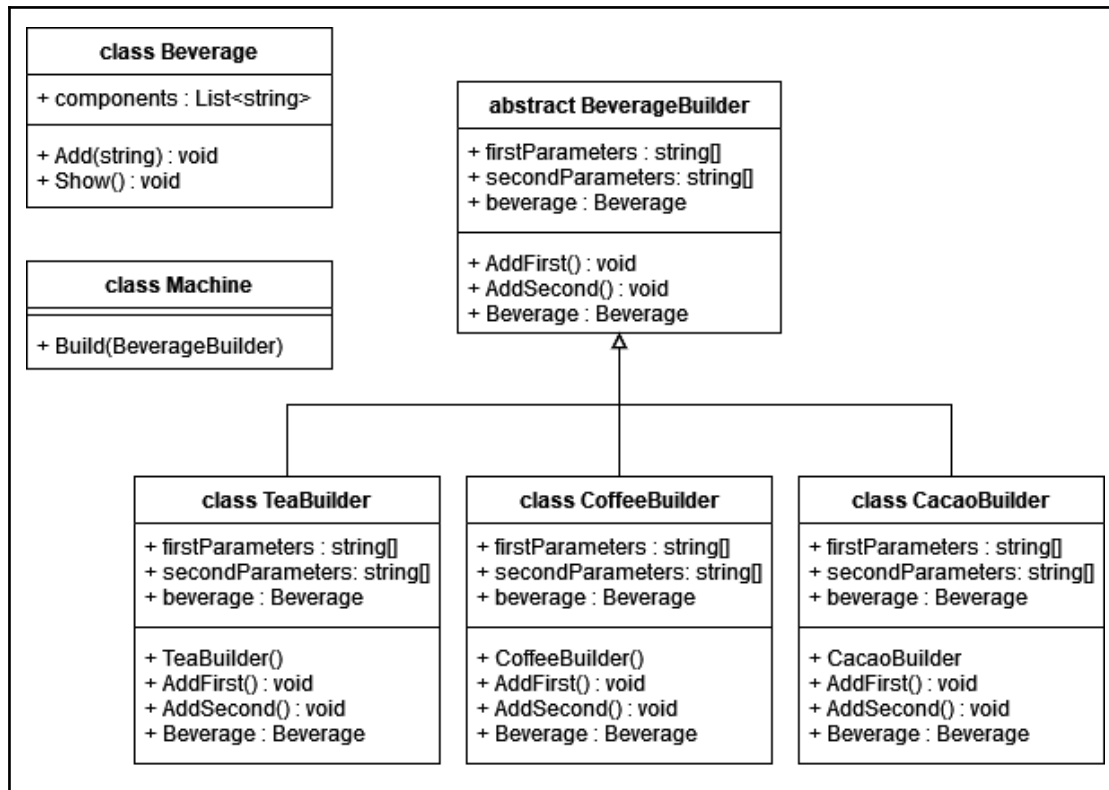 class Beverage
+ components : List<string>
+ Add(string) : void
+ Show() : void
class Machine
+ Build(BeverageBuilder)
abstract BeverageBuilder
+ firstParameters : string[]
+ secondParameters: string[]
+ beverage : Beverage
+ AddFirst() : void
+ AddSecond() : void
+ Beverage : Beverage
class TeaBuilder
+ firstParameters : string[]
+ secondParameters: string[]
+ beverage : Beverage
+ TeaBuilder()
+ AddFirst() : void
+ AddSecond() : void
+ Beverage : Beverage
class CoffeeBuilder
+ firstParameters : string[]
+ secondParameters: string[]
+ beverage : Beverage
+ CoffeeBuilder()
+ AddFirst() : void
+ AddSecond() : void
+ Beverage : Beverage
class CacaoBuilder
+ firstParameters : string[]
+ secondParameters: string[]
+ beverage : Beverage
+ CacaoBuilder
+ AddFirst() : void
+ AddSecond() : void
+ Beverage : Beverage